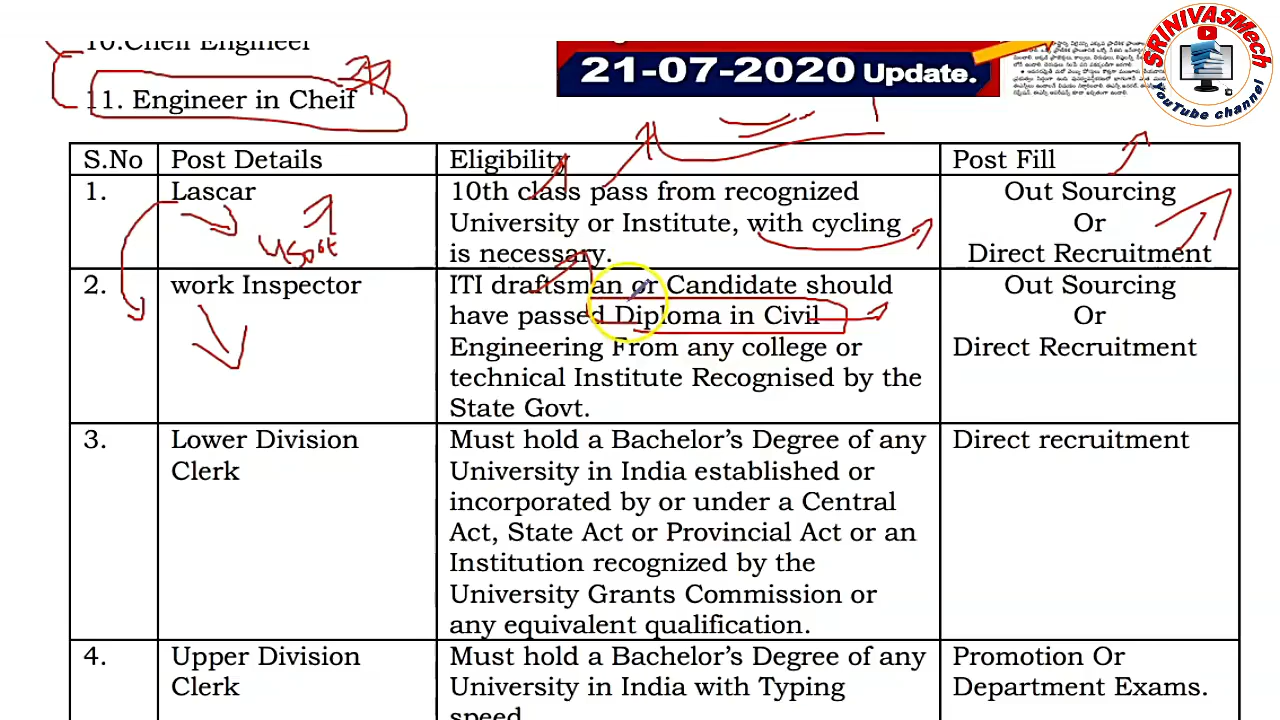 10.Cheif Engineer
11. Engineer in Cheif
21-07-2020 Update.
SRINIVASMech
YouTube channel
S.No Post Details Eligibility Post Fill
1. Lascar 10th class pass from recognized Out Sourcing
University or Institute, with cycling Or
is necessary. Direct Recruitment
2. work Inspector ITI draftsman or Candidate should Out Sourcing
have passed Diploma in Civil Or
Engineering From any college or Direct Recruitment
technical Institute Recognised by the
State Govt.
3. Lower Division Must hold a Bachelor's Degree of any Direct recruitment
Clerk University in India established or
incorporated by or under a Central
Act, State Act or Provincial Act or an
Institution recognized by the
University Grants Commission or
any equivalent qualification.
4. Upper Division Must hold a Bachelor's Degree of any Promotion Or
Clerk University in India with Typing Department Exams.
speed